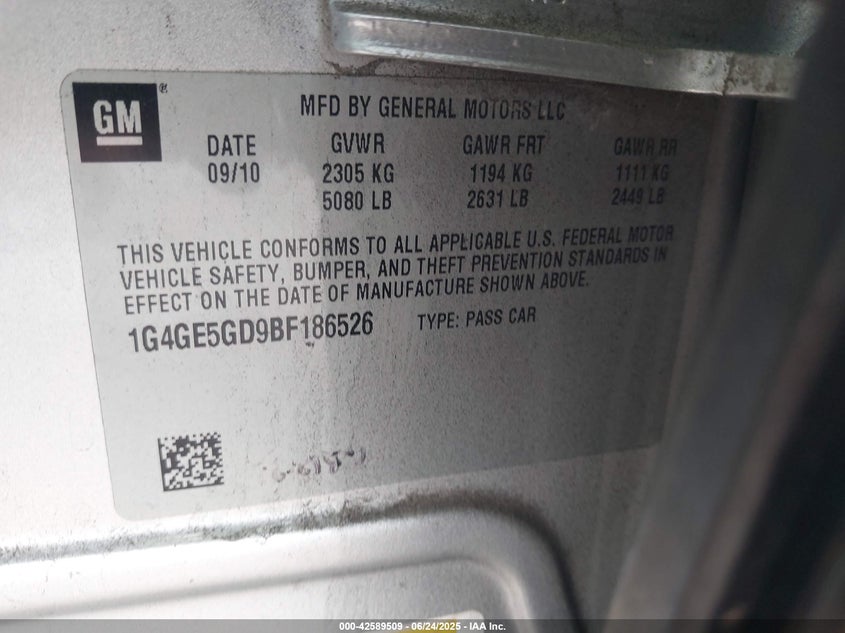 GM ®
MFD BY GENERAL MOTORS LLC
DATE GVWR GAWR FRT GAWR RR
09/10 2305 KG 1194 KG 1111 KG
5080 LB 2631 LB 2449 LB
THIS VEHICLE CONFORMS TO ALL APPLICABLE U.S. FEDERAL MOTOR
VEHICLE SAFETY, BUMPER, AND THEFT PREVENTION STANDARDS IN
EFFECT ON THE DATE OF MANUFACTURE SHOWN ABOVE.
1G4GE5GD9BF186526 TYPE: PASS CAR
000-42589509 - 06/24/2025 - IAA Inc.